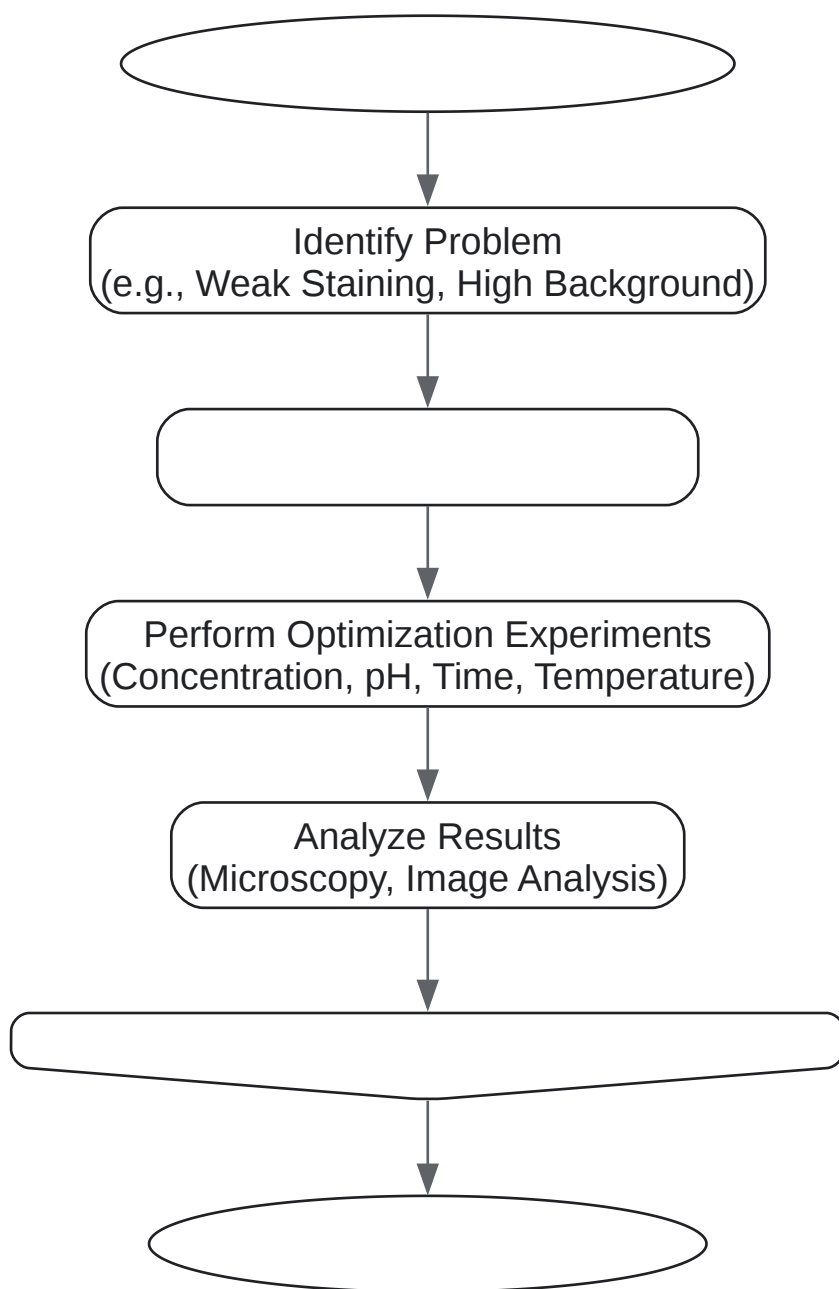 Identify Problem
(e.g., Weak Staining, High Background)
Perform Optimization Experiments
(Concentration, pH, Time, Temperature)
Analyze Results
(Microscopy, Image Analysis)